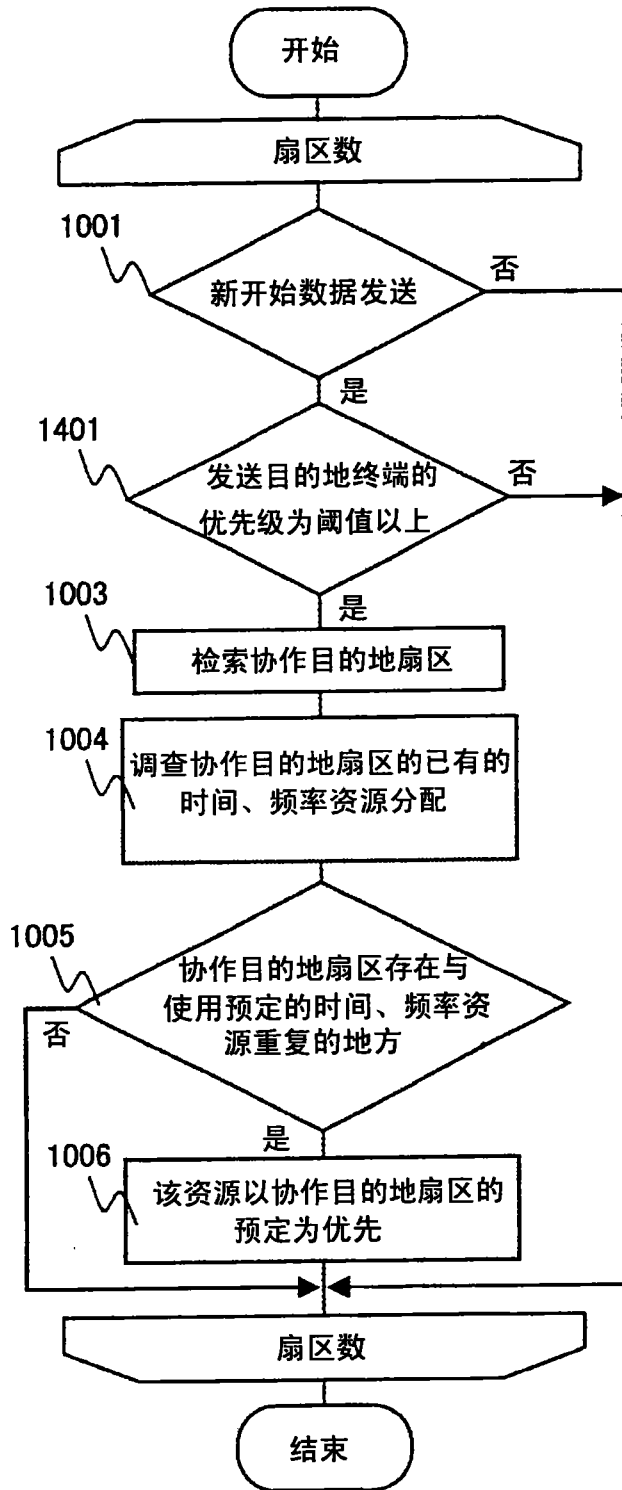 开始
扇区数
1001
新开始数据发送
否
是
1401
发送目的地终端的
优先级为阈值以上
否
是
1003
检索协作目的地扇区
1004
调查协作目的地扇区的已有的
时间、频率资源分配
1005
协作目的地扇区存在与
使用预定的时间、频率资
源重复的地方
否
是
1006
该资源以协作目的地扇区的
预定为优先
扇区数
结束